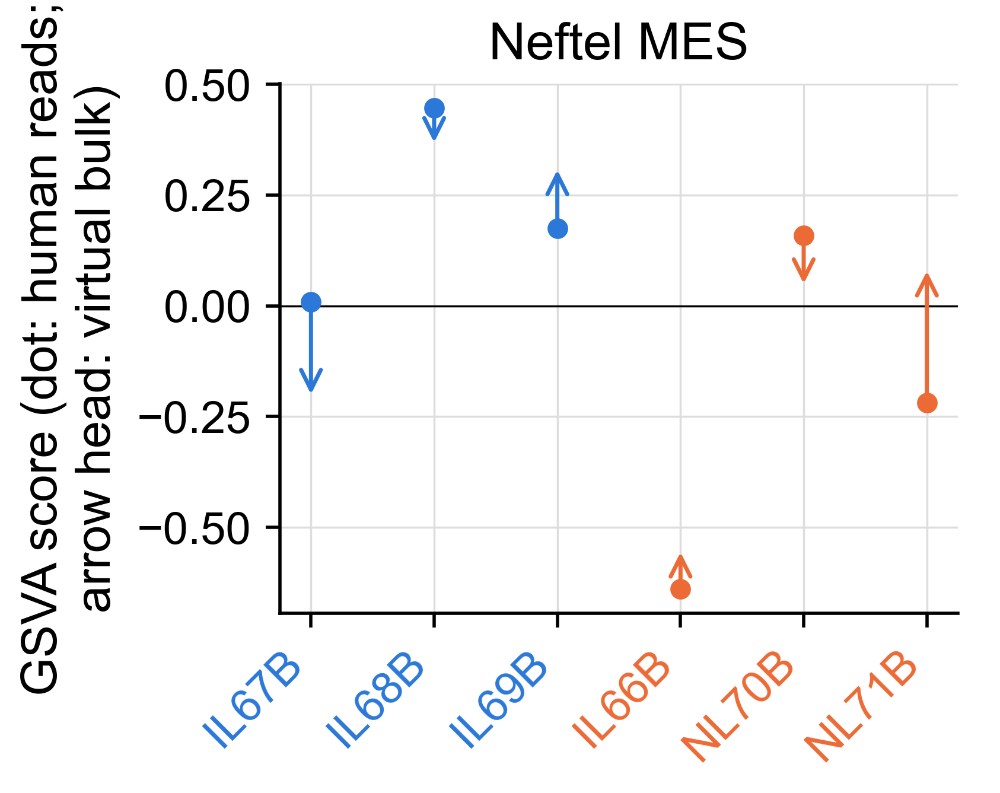 Neftel MES
GSVA score (dot: human reads;
arrow head: virtual bulk)
0.50
0.25
0.00
−0.25
−0.50
IL67B
IL68B
IL69B
IL66B
NL70B
NL71B